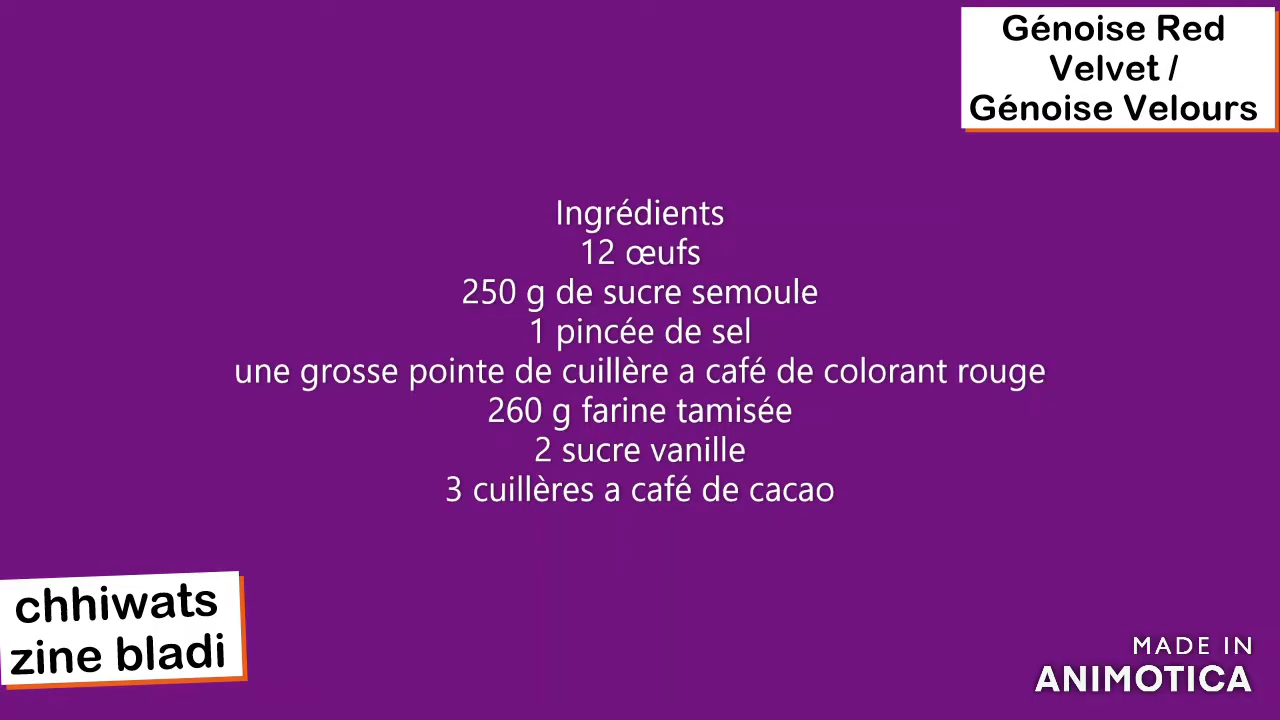 Génoise Red
Velvet /
Génoise Velours
Ingrédients
12 œufs
250 g de sucre semoule
1 pincée de sel
une grosse pointe de cuillère a café de colorant rouge
260 g farine tamisée
2 sucre vanille
3 cuillères a café de cacao
chhiwats
zine bladi
MADE IN
ANIMOTICA